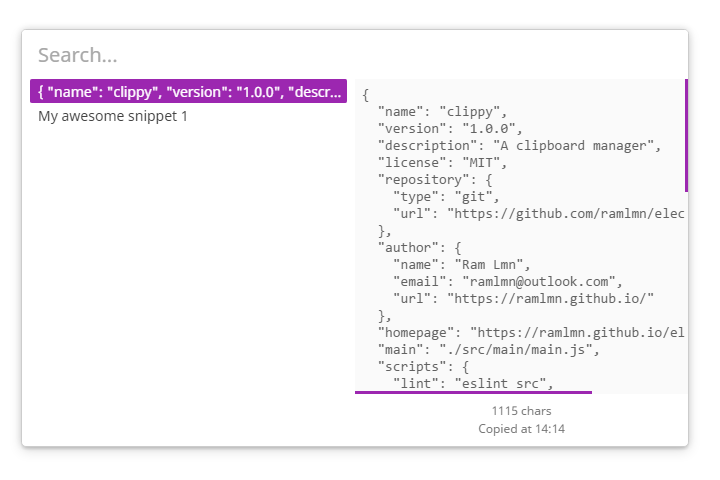 Search...
{ "name": "clippy", "version": "1.0.0", "descr...
My awesome snippet 1
{
  "name": "clippy",
  "version": "1.0.0",
  "description": "A clipboard manager",
  "license": "MIT",
  "repository": {
    "type": "git",
    "url": "https://github.com/ramlmn/elec
  },
  "author": {
    "name": "Ram Lmn",
    "email": "ramlmn@outlook.com",
    "url": "https://ramlmn.github.io/"
  },
  "homepage": "https://ramlmn.github.io/el
  "main": "./src/main/main.js",
  "scripts": {
    "lint": "eslint src",
1115 chars
Copied at 14:14